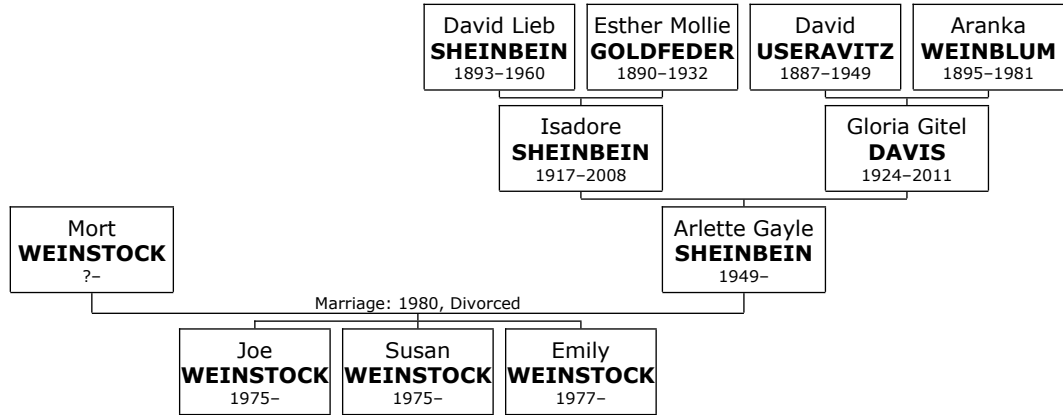 David Lieb
SHEINBEIN
1893–1960
Esther Mollie
GOLDFEDER
1890–1932
David
USERAVITZ
1887–1949
Aranka
WEINBLUM
1895–1981
Isadore
SHEINBEIN
1917–2008
Gloria Gitel
DAVIS
1924–2011
Mort
WEINSTOCK
?–
Arlette Gayle
SHEINBEIN
1949–
Marriage: 1980, Divorced
Joe
WEINSTOCK
1975–
Susan
WEINSTOCK
1975–
Emily
WEINSTOCK
1977–